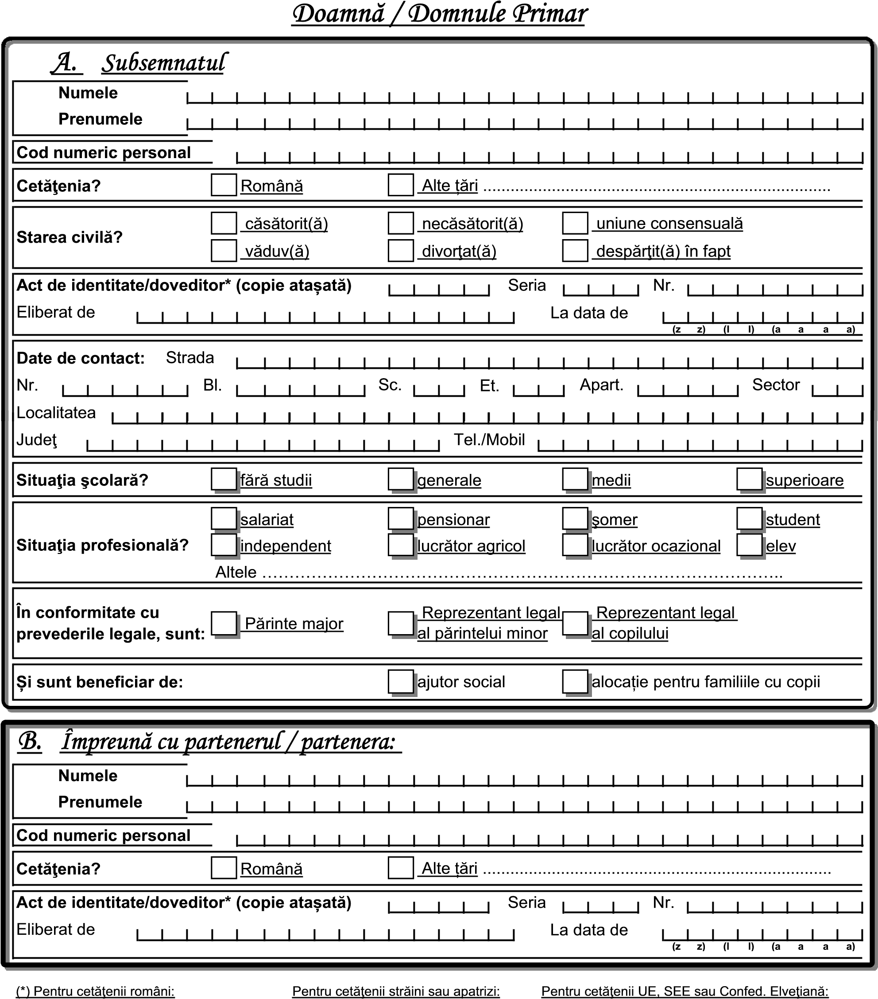 Doamnă / Domnule Primar
A. Subsemnatul
Numele
Prenumele
Cod numeric personal
Cetăţenia? Română Alte țări ............................................................................
Starea civilă? căsătorit(ă) necăsătorit(ă) uniune consensuală
văduv(ă) divorţat(ă) despărţit(ă) în fapt
Act de identitate/doveditor* (copie atașată) Seria Nr.
Eliberat de La data de
(z z) (l l) (a a a a)
Date de contact: Strada
Nr. Bl. Sc. Et. Apart. Sector
Localitatea
Judeţ Tel./Mobil
Situaţia şcolară? fără studii generale medii superioare
Situaţia profesională? salariat pensionar şomer student
independent lucrător agricol lucrător ocazional elev
Altele ……………………………………………………………………………………….
În conformitate cu prevederile legale, sunt: Părinte major Reprezentant legal al părintelui minor Reprezentant legal al copilului
Și sunt beneficiar de: ajutor social alocație pentru familiile cu copii
B. Împreună cu partenerul / partenera:
Numele
Prenumele
Cod numeric personal
Cetăţenia? Română Alte țări ............................................................................
Act de identitate/doveditor* (copie atașată) Seria Nr.
Eliberat de La data de
(z z) (l l) (a a a a)
(*) Pentru cetăţenii români: Pentru cetăţenii străini sau apatrizi: Pentru cetăţenii UE, SEE sau Confed. Elveţiană: